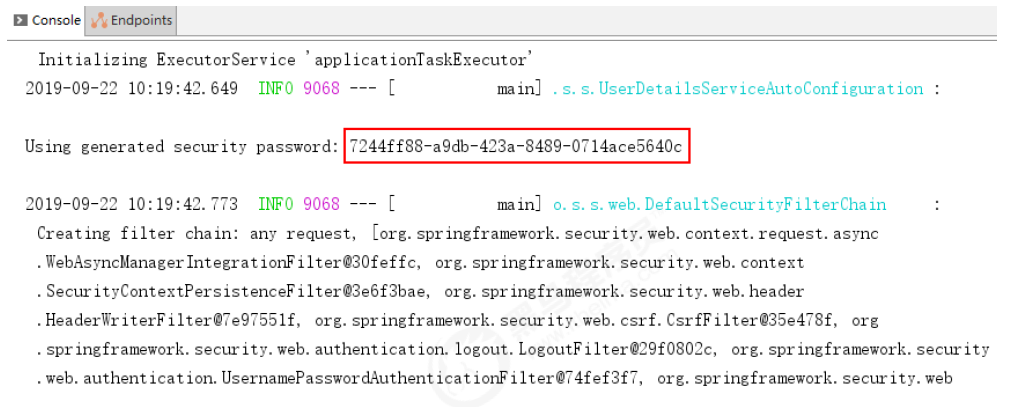 Console Endpoints
Initializing ExecutorService 'applicationTaskExecutor'
2019-09-22 10:19:42.649 INFO 9068 --- [ main] .s.s.UserDetailsServiceAutoConfiguration :
Using generated security password: 7244ff88-a9db-423a-8489-0714ace5640c
2019-09-22 10:19:42.773 INFO 9068 --- [ main] o.s.s.web.DefaultSecurityFilterChain :
Creating filter chain: any request, [org.springframework.security.web.context.request.async
.WebAsyncManagerIntegrationFilter@30feffc, org.springframework.security.web.context
.SecurityContextPersistenceFilter@3e6f3bae, org.springframework.security.web.header
.HeaderWriterFilter@7e97551f, org.springframework.security.web.csrf.CsrfFilter@35e478f, org
.springframework.security.web.authentication.logout.LogoutFilter@29f0802c, org.springframework.security
.web.authentication.UsernamePasswordAuthenticationFilter@74fef3f7, org.springframework.security.web